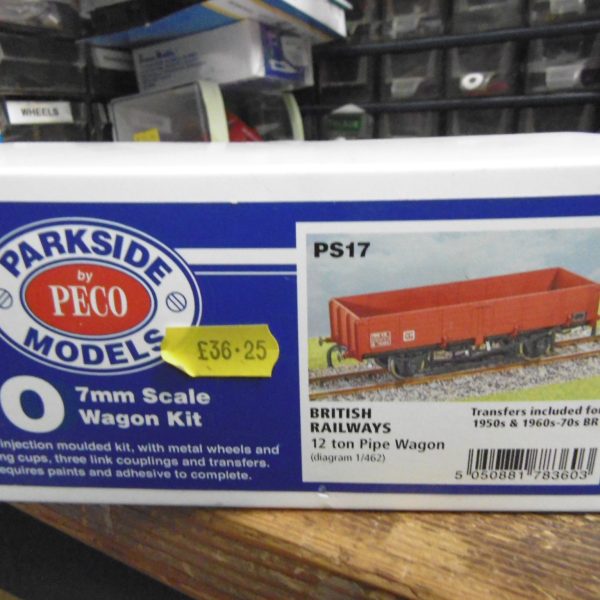 WHEELS
PARKSIDE
by
PECO
MODELS
£36·25
O 7mm Scale
Wagon Kit
injection moulded kit, with metal wheels and
ng cups, three link couplings and transfers.
equires paints and adhesive to complete.
PS17
BRITISH
RAILWAYS
12 ton Pipe Wagon
(diagram 1/462)
Transfers included for
1950s & 1960s-70s BR
5 050881 783603